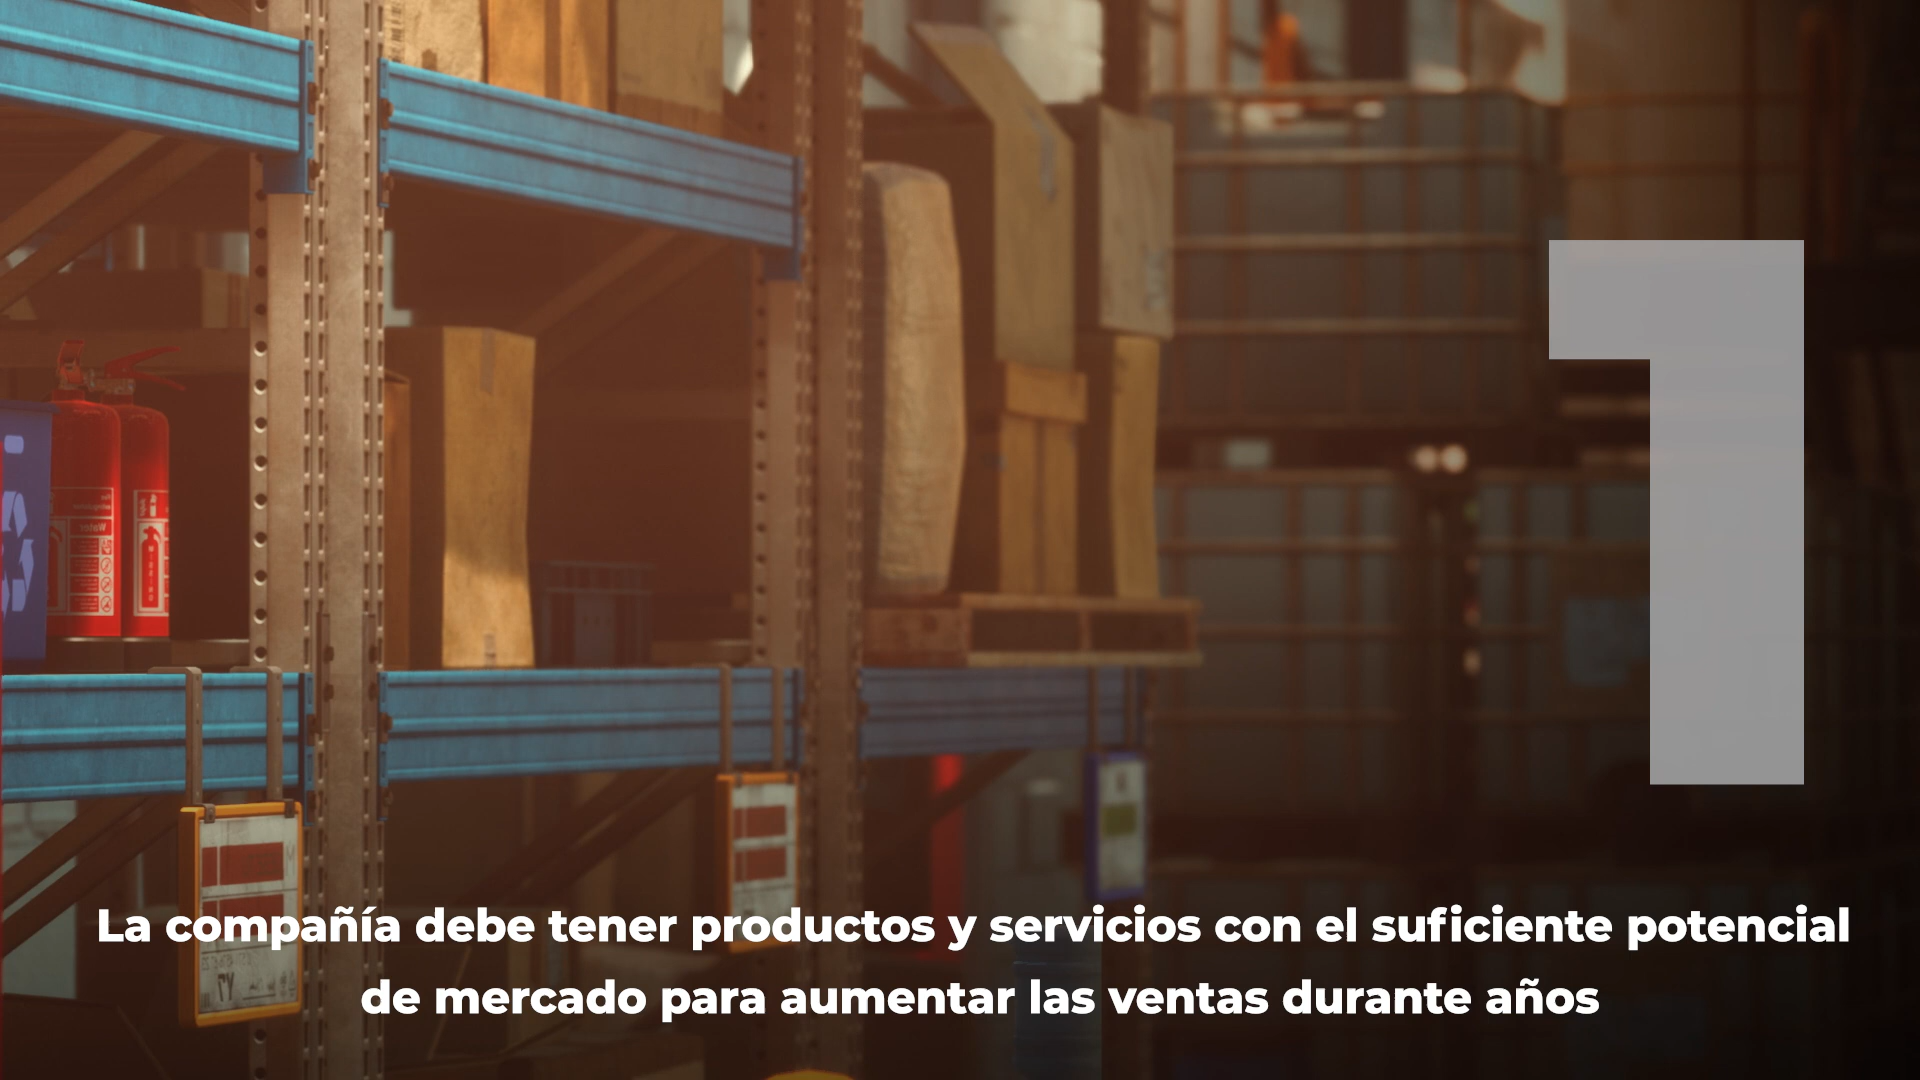 1
La compañía debe tener productos y servicios con el suficiente potencial
de mercado para aumentar las ventas durante años